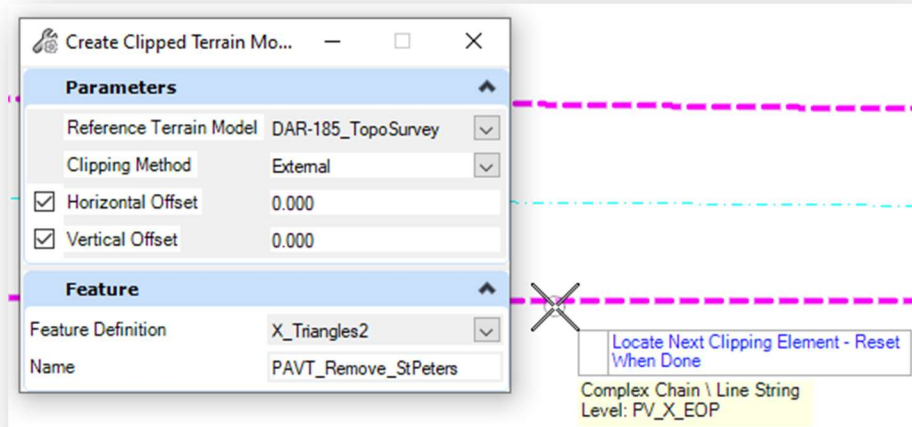 Create Clipped Terrain Mo...
Parameters
Reference Terrain Model DAR-185_TopoSurvey
Clipping Method External
Horizontal Offset 0.000
Vertical Offset 0.000
Feature
Feature Definition X_Triangles2
Name PAVT_Remove_StPeters
Locate Next Clipping Element - Reset
When Done
Complex Chain \ Line String
Level: PV_X_EOP